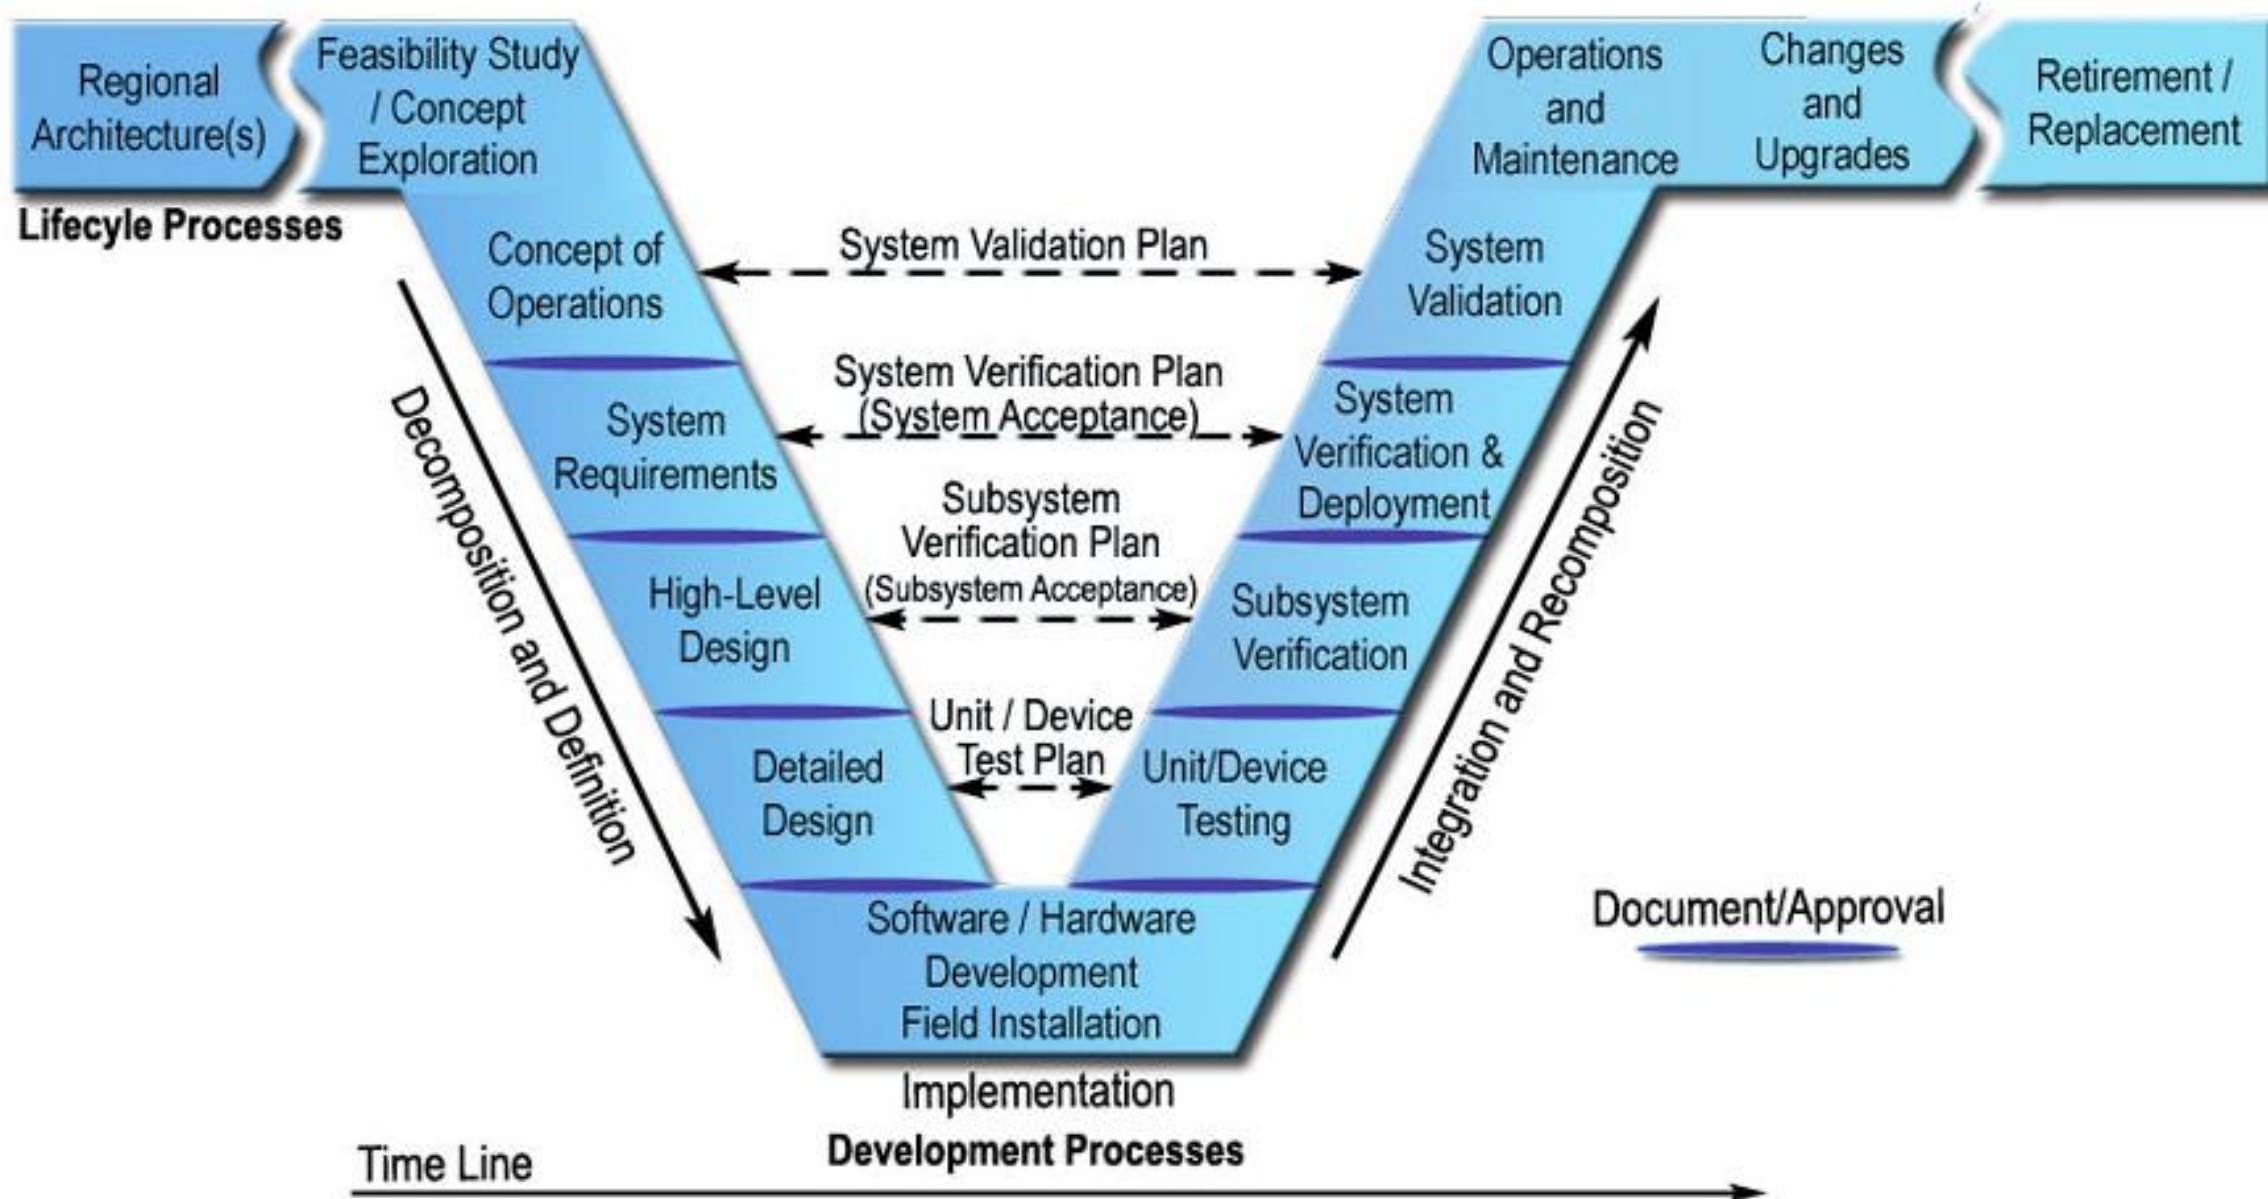 Regional
Architecture(s)
Feasibility Study
/ Concept
Exploration
Operations
and
Maintenance
Changes
and
Upgrades
Retirement /
Replacement
Lifecyle Processes
Concept of
Operations
System Validation Plan
System
Validation
System
Requirements
System Verification Plan
(System Acceptance)
System
Verification &
Deployment
High-Level
Design
Subsystem
Verification Plan
(Subsystem Acceptance)
Subsystem
Verification
Detailed
Design
Unit / Device
Test Plan
Unit/Device
Testing
Decomposition and Definition
Integration and Recomposition
Software / Hardware
Development
Field Installation
Document/Approval
Implementation
Development Processes
Time Line